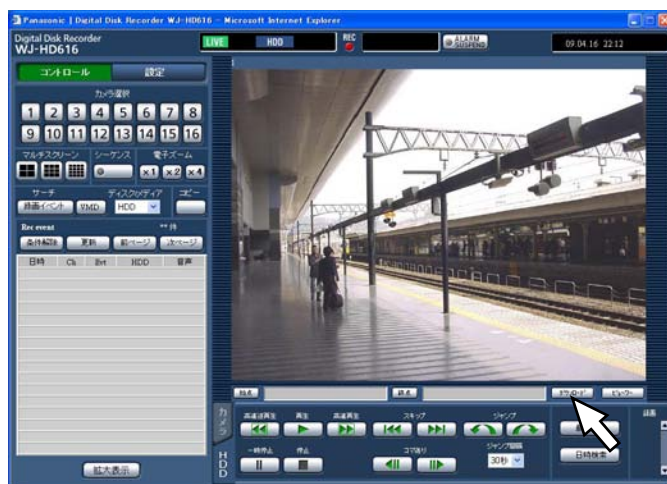 Panasonic | Digital Disk Recorder WJ-HD616 - Microsoft Internet Explorer
Digital Disk Recorder
WJ-HD616
LIVE HDD REC ALARM SUSPEND 09.04.16 22:12
コントロール 設定
カメラ選択
1 2 3 4 5 6 7 8
9 10 11 12 13 14 15 16
マルチスクリーン シーケンス 電子ズーム
x1 x2 x4
サーチ ディスク/メディア コピー
録画イベント VMD HDD
Rec event ** 件
条件解除 更新 前ページ 次ページ
日時 Ch Evt HDD 音声
始点 終点 ダウンロード ビューワー
カメラ
HDD
高速逆再生 再生 高速再生 スキップ ジャンプ 録画
一時停止 停止 コマ送り ジャンプ間隔
30秒 日時検索
拡大表示